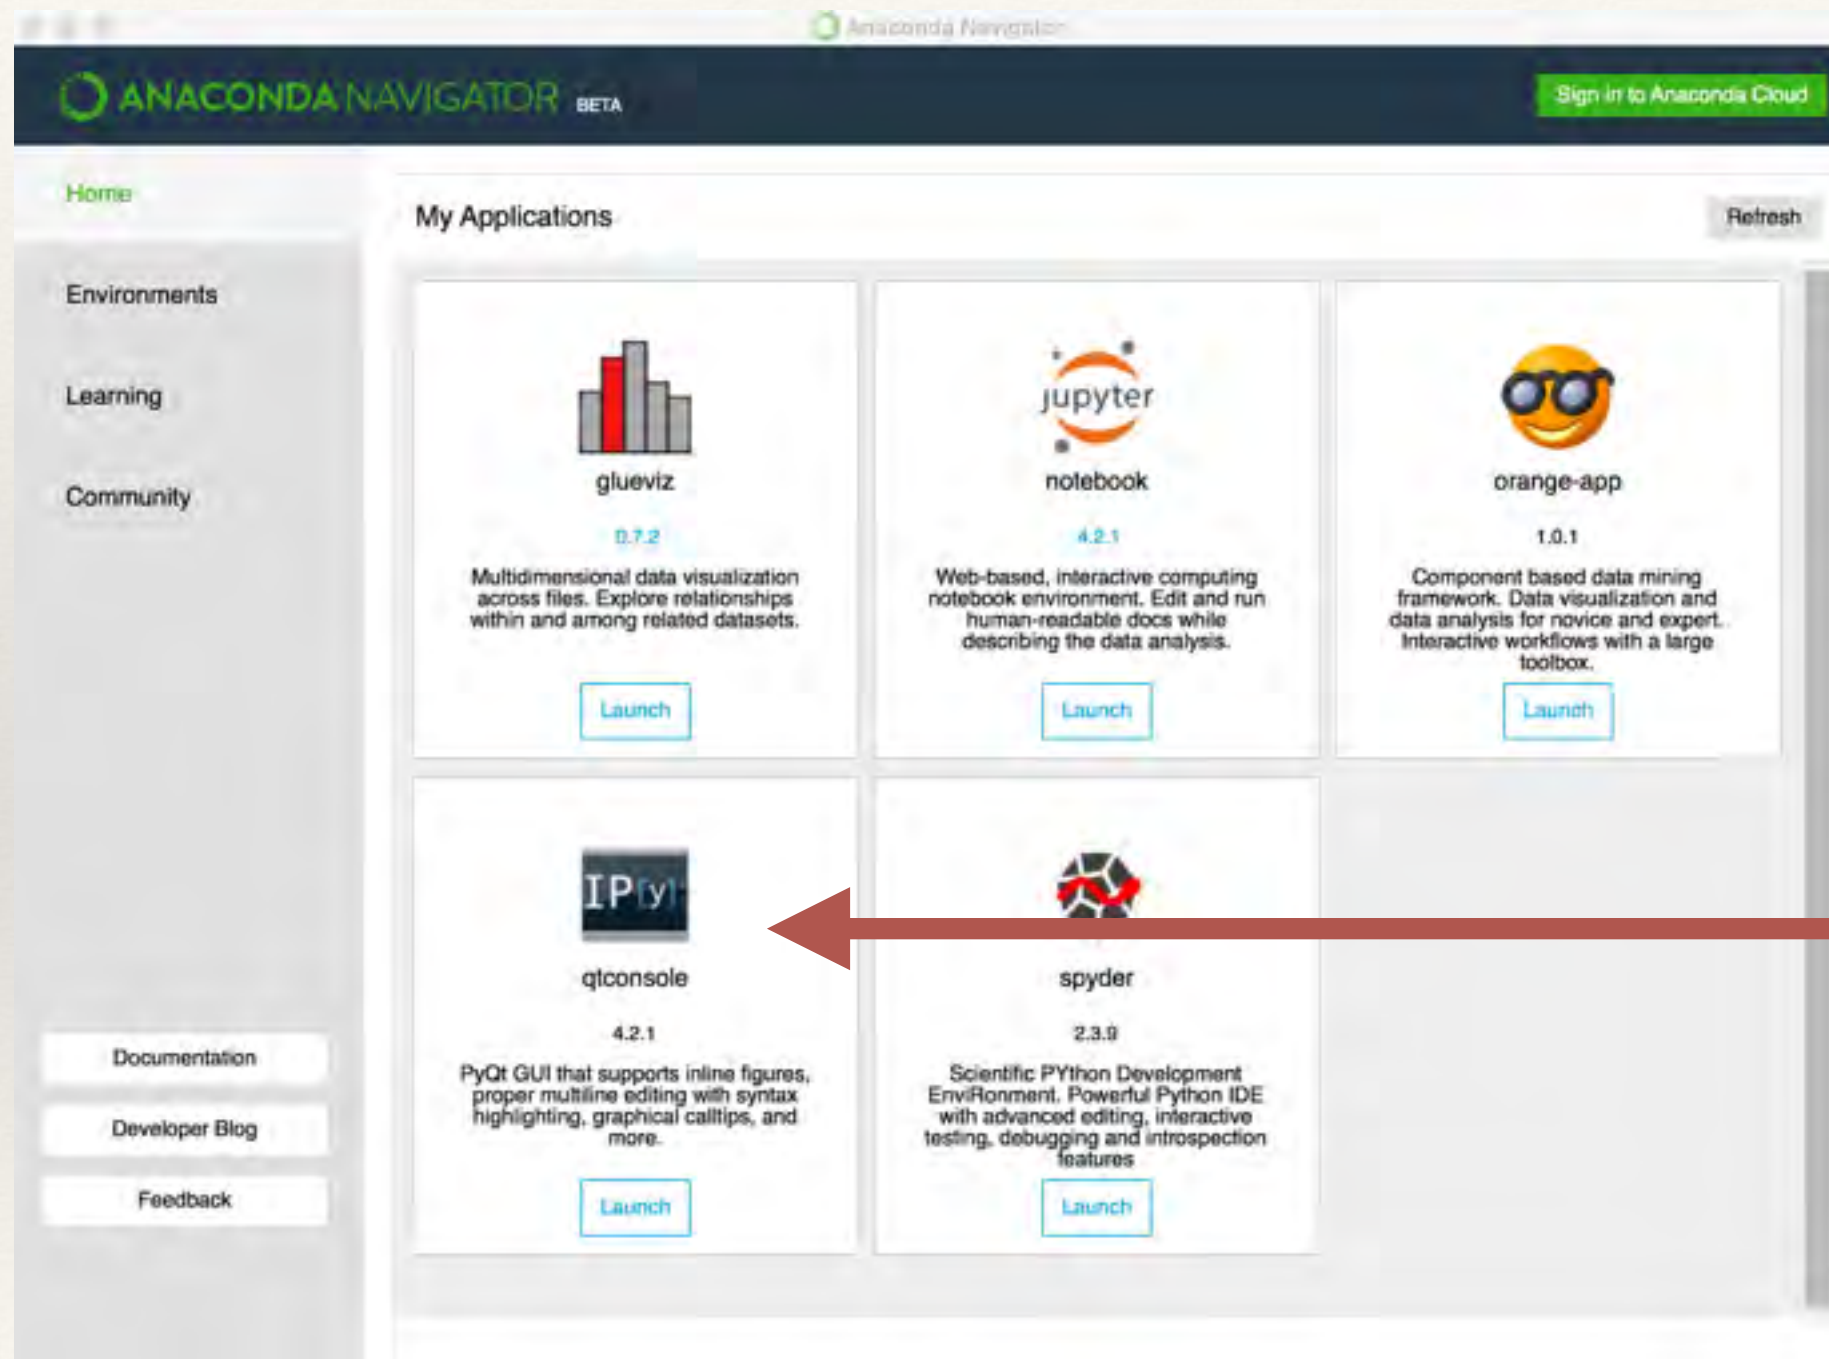 Anaconda Navigator
ANACONDA NAVIGATOR BETA
Sign in to Anaconda Cloud
Home
Environments
Learning
Community
Documentation
Developer Blog
Feedback
My Applications
Refresh
glueviz
0.7.2
Multidimensional data visualization
across files. Explore relationships
within and among related datasets.
Launch
jupyter
notebook
4.2.1
Web-based, interactive computing
notebook environment. Edit and run
human-readable docs while
describing the data analysis.
Launch
orange-app
1.0.1
Component based data mining
framework. Data visualization and
data analysis for novice and expert.
Interactive workflows with a large
toolbox.
Launch
IP[y]
qtconsole
4.2.1
PyQt GUI that supports inline figures,
proper multiline editing with syntax
highlighting, graphical calltips, and
more.
Launch
spyder
2.3.9
Scientific PYthon Development
EnviRonment. Powerful Python IDE
with advanced editing, interactive
testing, debugging and introspection
features
Launch